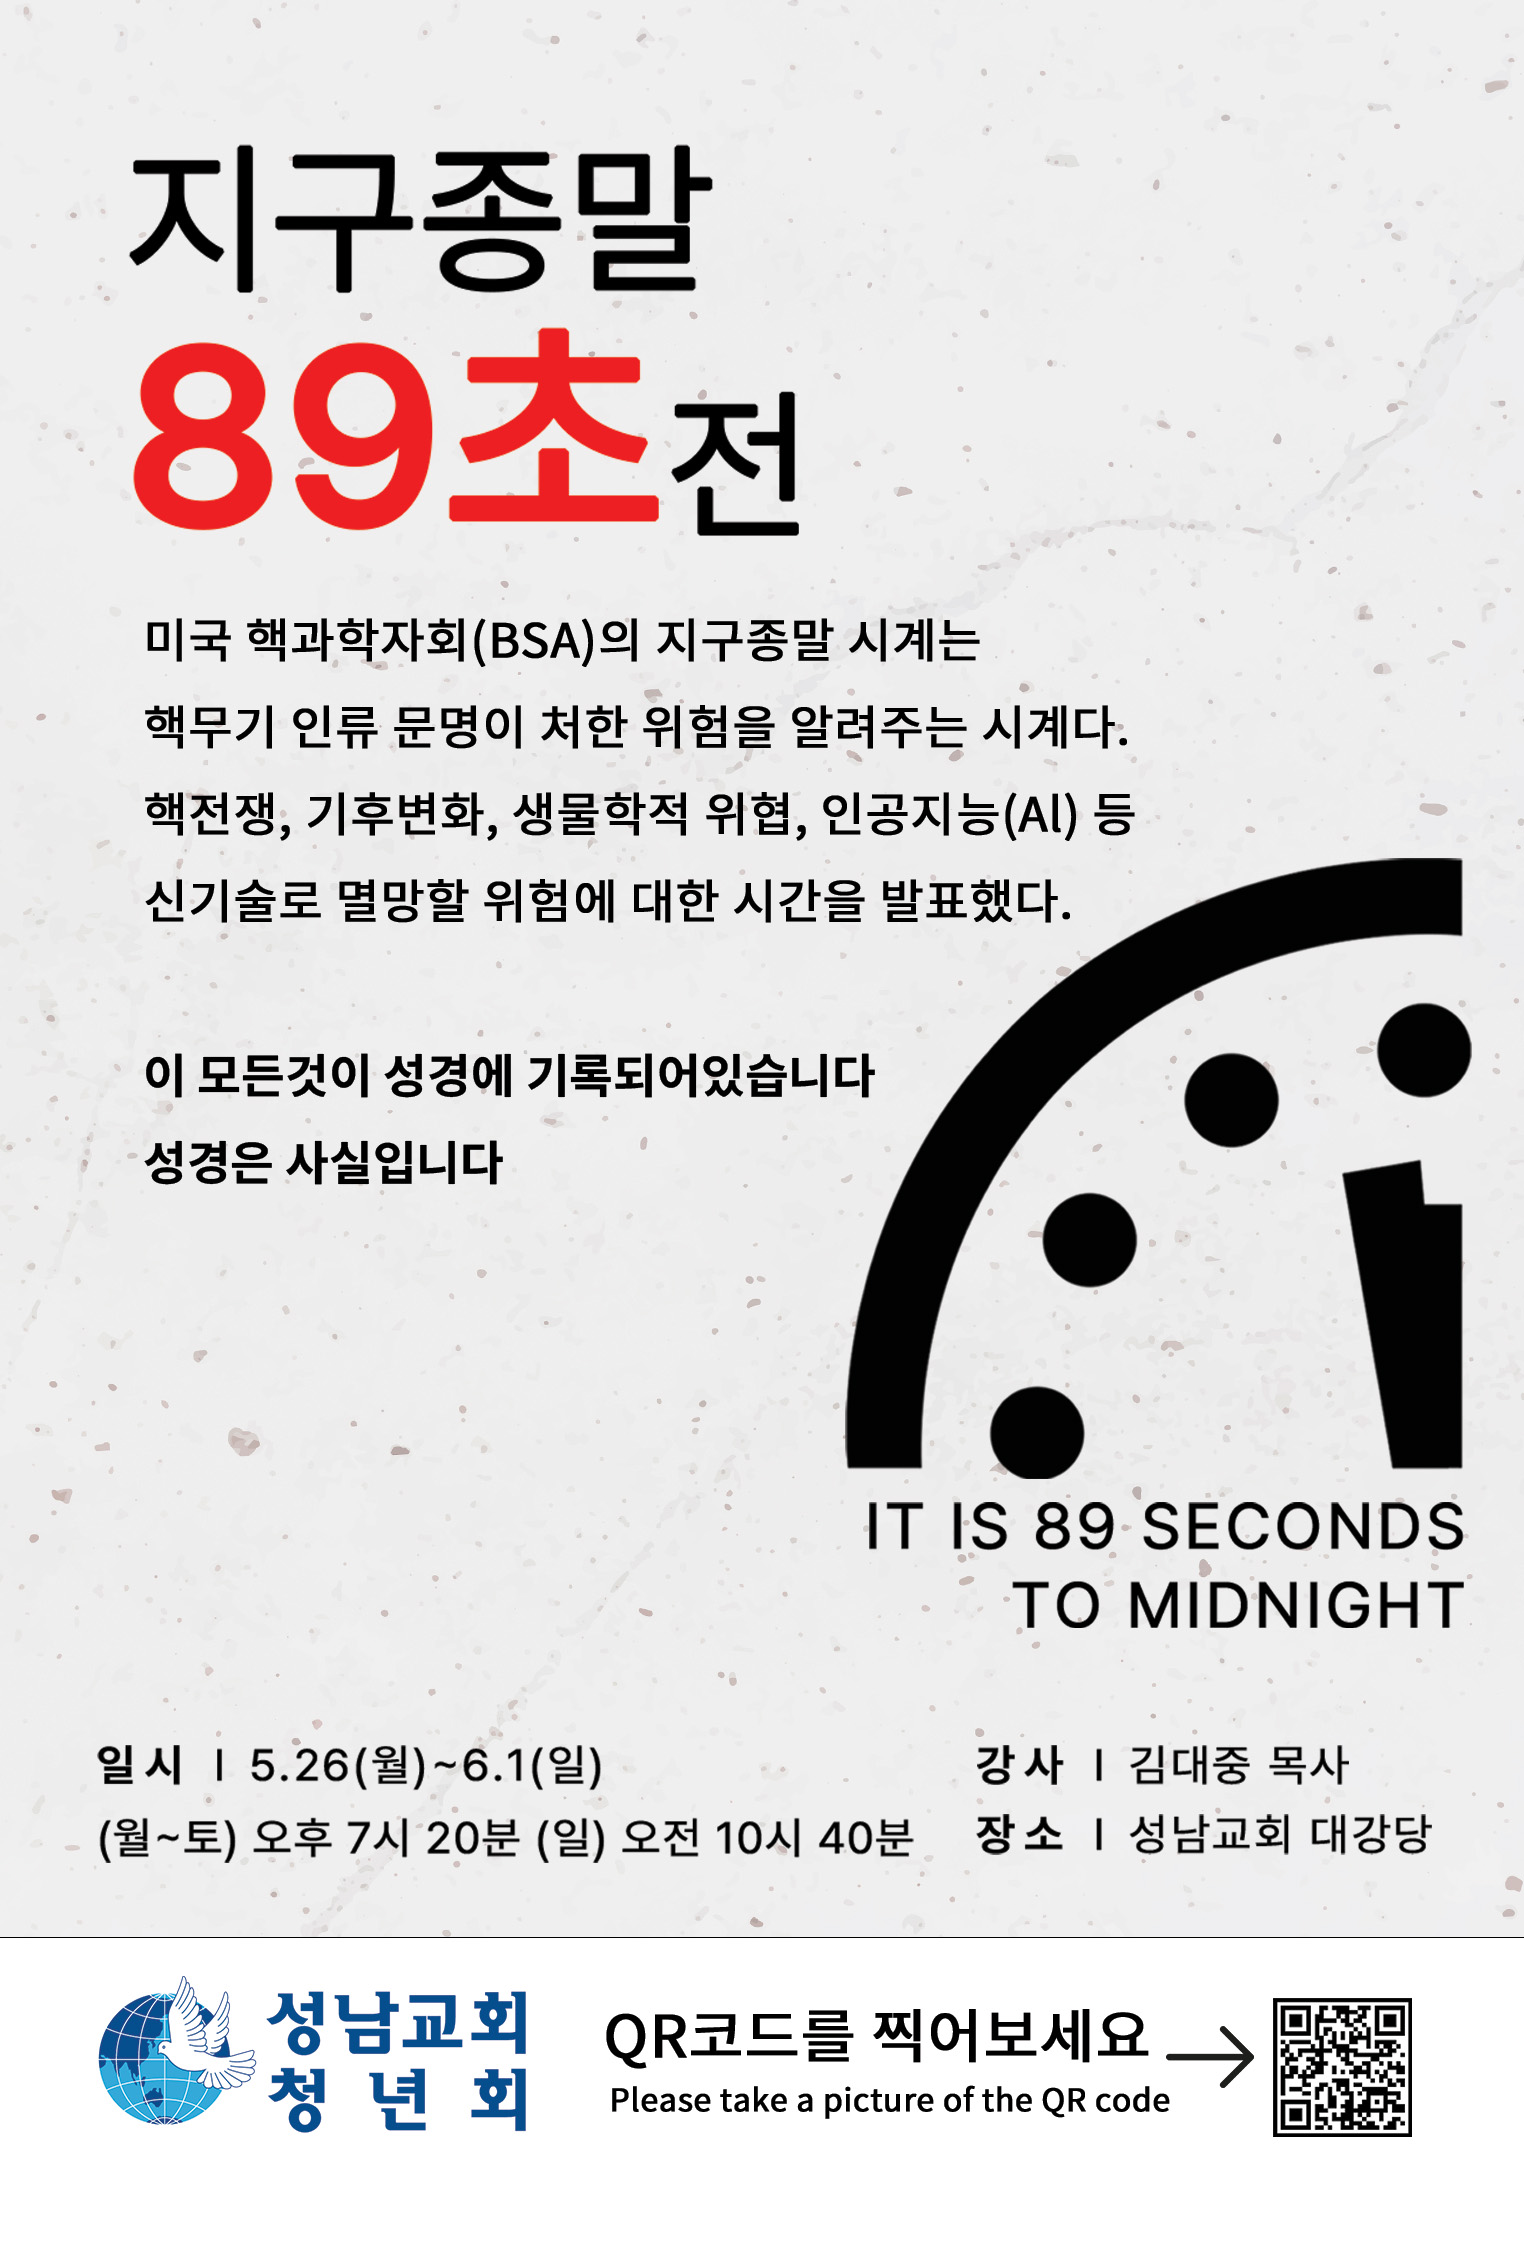 지구종말
89초전
미국 핵과학자회(BSA)의 지구종말 시계는
핵무기 인류 문명이 처한 위험을 알려주는 시계다.
핵전쟁, 기후변화, 생물학적 위협, 인공지능(Al) 등
신기술로 멸망할 위험에 대한 시간을 발표했다.
이 모든것이 성경에 기록되어있습니다
성경은 사실입니다
IT IS 89 SECONDS
TO MIDNIGHT
일시 | 5.26(월)~6.1(일)
(월~토) 오후 7시 20분 (일) 오전 10시 40분
강사 | 김대중 목사
장소 | 성남교회 대강당
성남교회
청년회
QR코드를 찍어보세요
Please take a picture of the QR code